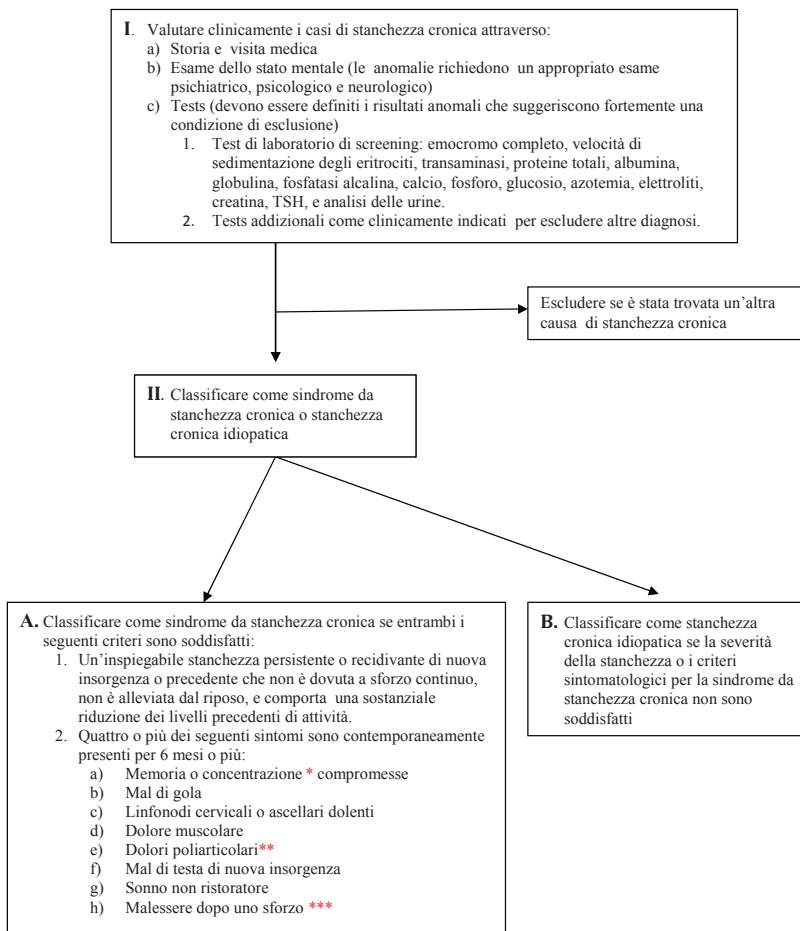 I. Valutare clinicamente i casi di stanchezza cronica attraverso:
a) Storia e visita medica
b) Esame dello stato mentale (le anomalie richiedono un appropriato esame
psichiatrico, psicologico e neurologico)
c) Tests (devono essere definiti i risultati anomali che suggeriscono fortemente una
condizione di esclusione)
1. Test di laboratorio di screening: emocromo completo, velocità di
sedimentazione degli eritrociti, transaminasi, proteine totali, albumina,
globulina, fosfatasi alcalina, calcio, fosforo, glucosio, azotemia, elettroliti,
creatina, TSH, e analisi delle urine.
2. Tests addizionali come clinicamente indicati per escludere altre diagnosi.
Escludere se è stata trovata un'altra
causa di stanchezza cronica
II. Classificare come sindrome da
stanchezza cronica o stanchezza
cronica idiopatica
A. Classificare come sindrome da stanchezza cronica se entrambi i
seguenti criteri sono soddisfatti:
1. Un'inspiegabile stanchezza persistente o recidivante di nuova
insorgenza o precedente che non è dovuta a sforzo continuo,
non è alleviata dal riposo, e comporta una sostanziale
riduzione dei livelli precedenti di attività.
2. Quattro o più dei seguenti sintomi sono contemporaneamente
presenti per 6 mesi o più:
a) Memoria o concentrazione * compromesse
b) Mal di gola
c) Linfonodi cervicali o ascellari dolenti
d) Dolore muscolare
e) Dolori poliarticolari**
f) Mal di testa di nuova insorgenza
g) Sonno non ristoratore
h) Malessere dopo uno sforzo ***
B. Classificare come stanchezza
cronica idiopatica se la severità
della stanchezza o i criteri
sintomatologici per la sindrome da
stanchezza cronica non sono
soddisfatti